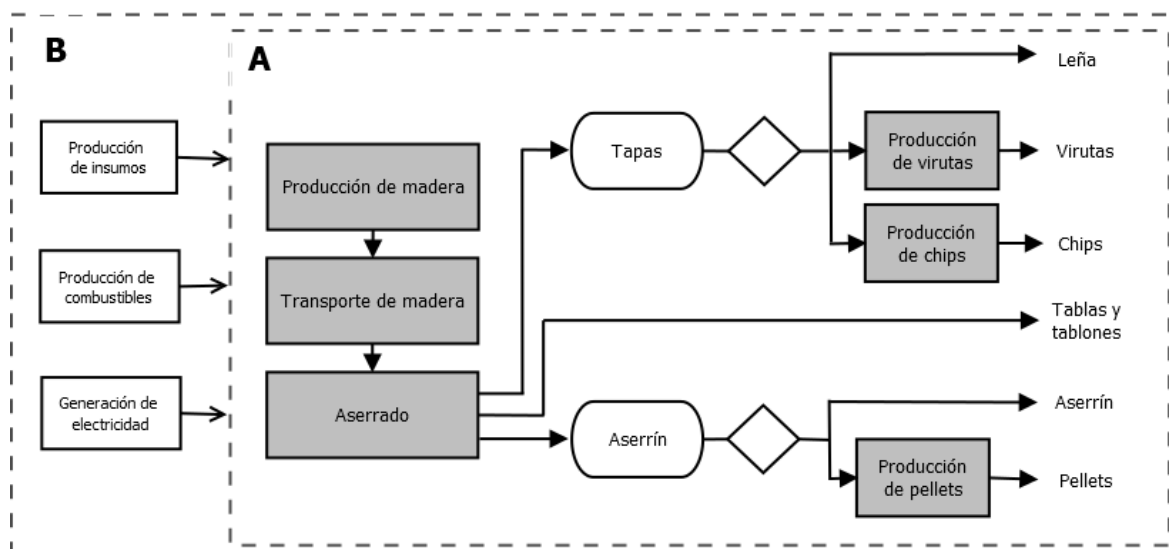 B
A
Producción
de insumos
Producción de
combustibles
Generación de
electricidad
Producción de madera
Transporte de madera
Aserrado
Tapas
Leña
Producción
de virutas
Virutas
Producción
de chips
Chips
Tablas y
tablones
Aserrín
Aserrín
Producción
de pellets
Pellets